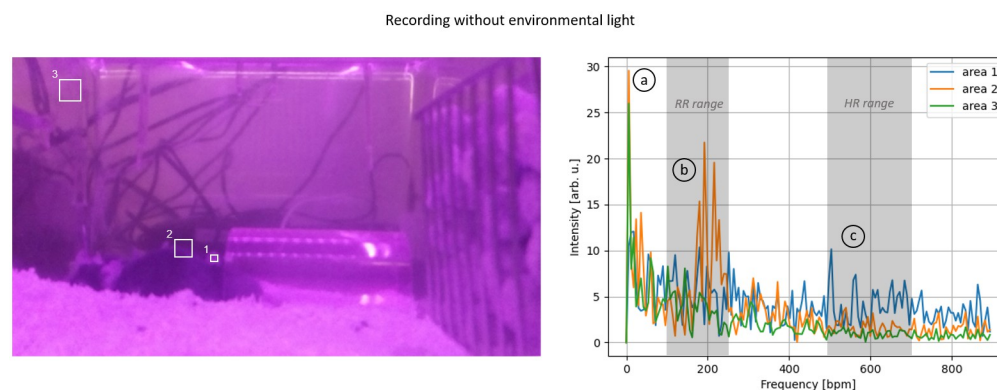 Recording without environmental light
3
2
1
30
25
20
15
10
5
0
Intensity [arb. u.]
a
b
c
RR range
HR range
area 1
area 2
area 3
0
200
400
600
800
Frequency [bpm]